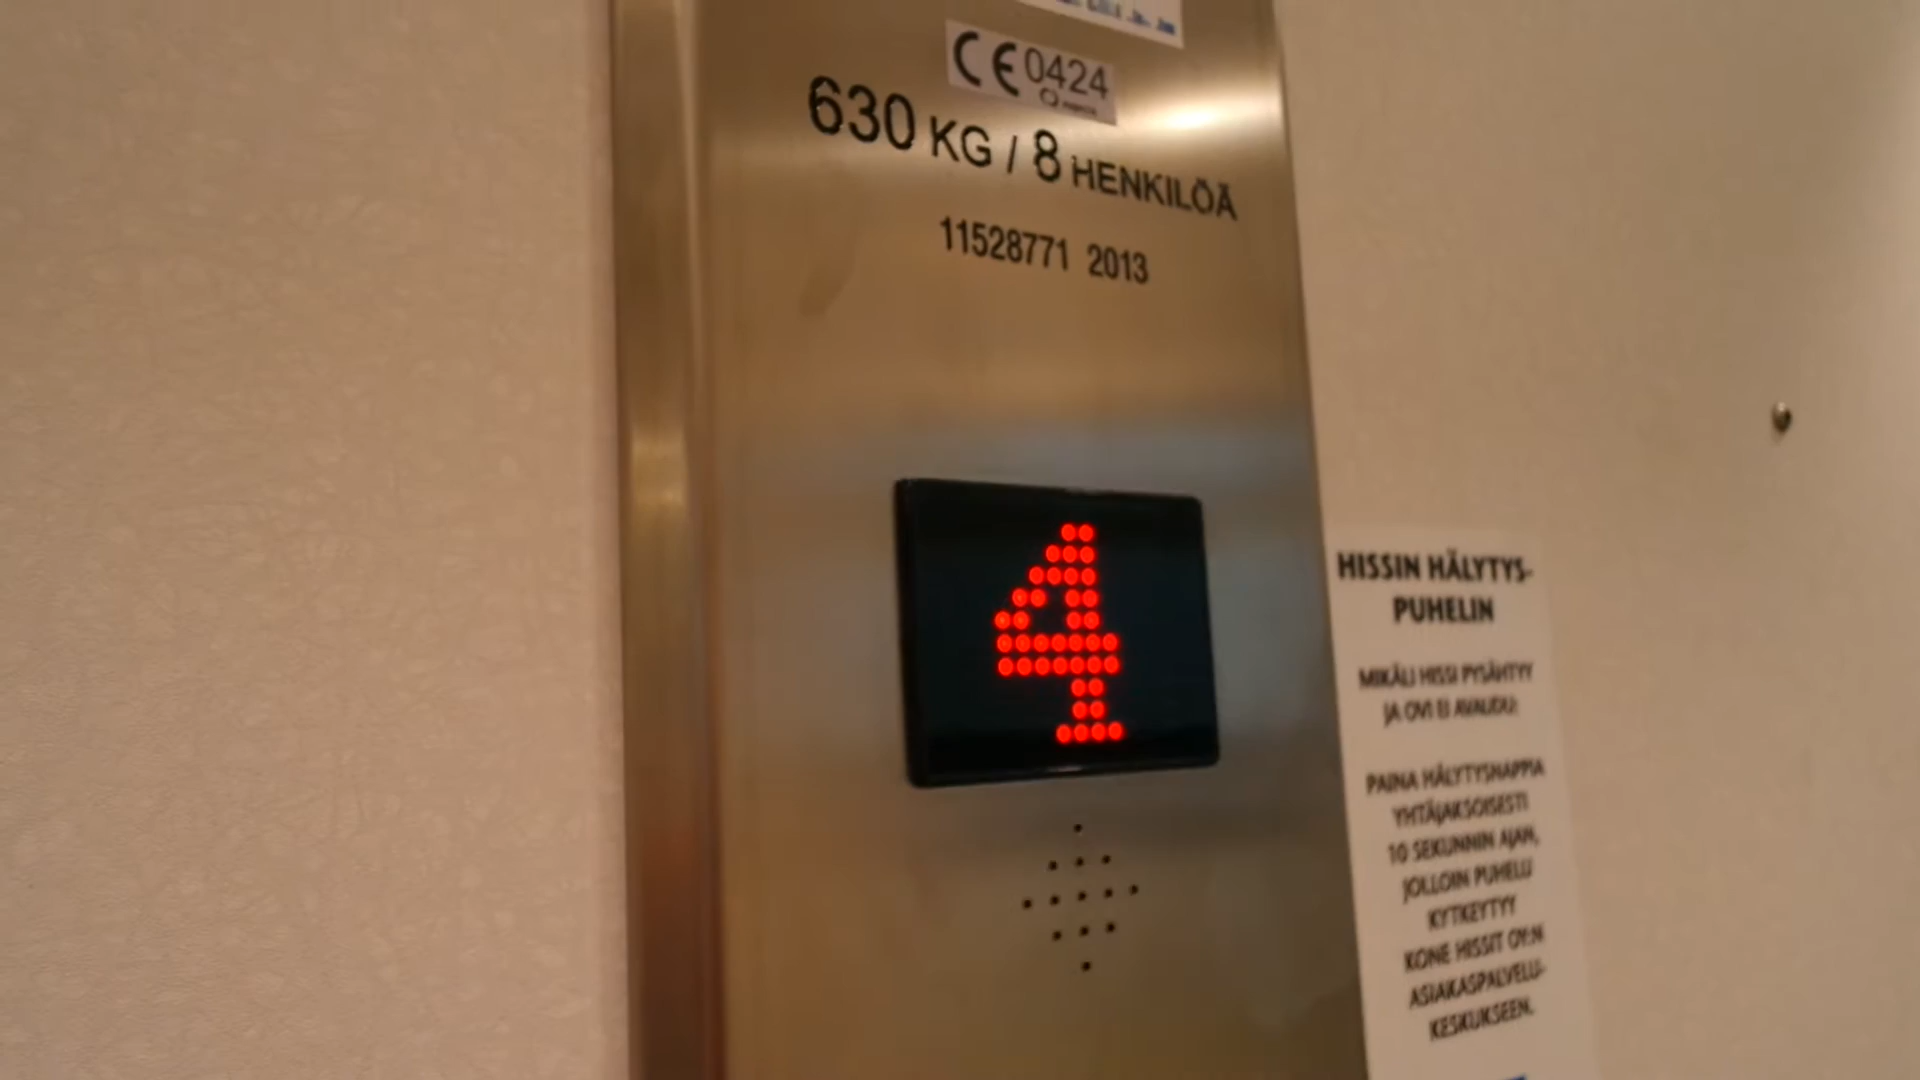 CE 0424
630 KG / 8 HENKILÖÄ
11528771 2013
4
HISSIN HÄLYTYS-
PUHELIN
MIKÄLI HISSI PYSÄHTYY
JA OVI EI AVAUDU:
PAINA HÄLYTYSNAPPIA
YHTÄJAKSOISESTI
10 SEKUNNIN AJAN,
JOLLOIN PUHELU
KYTKEYTYY
KONE HISSIT OY:N
ASIAKASPALVELU-
KESKUKSEEN.